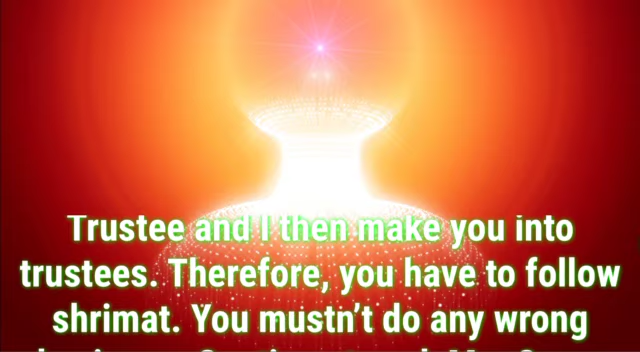 Trustee and I then make you into
trustees. Therefore, you have to follow
shrimat. You mustn't do any wrong